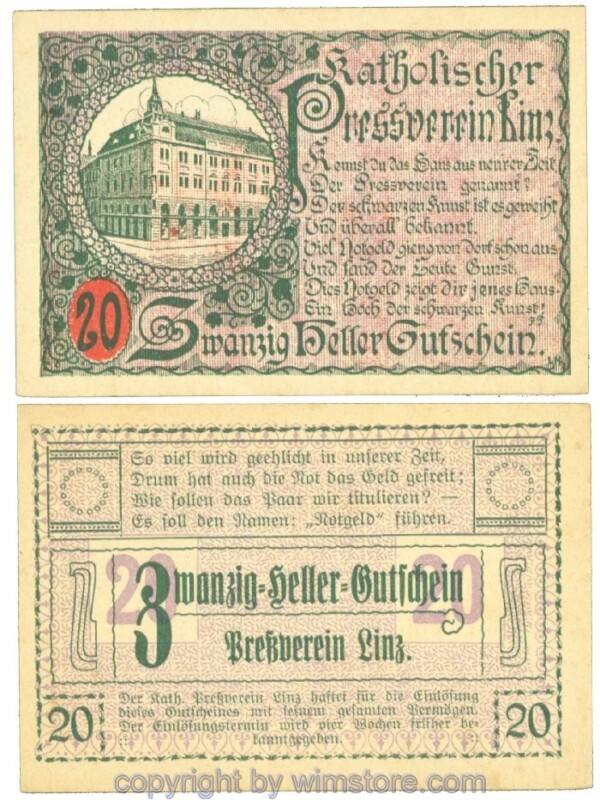 Katholischer
Pressverein Linz.
Kennst du das Haus aus neurer Zeit
Der Pressverein genannt?
Der schwarzen Kunst ist es geweiht
Und überall bekannt.
Viel Notgeld gieng von dort schon aus
Und fand der Leute Gunst.
Dies Notgeld zeigt dir jenes Haus-
Ein Hoch der schwarzen Kunst!
20
Zwanzig Heller Gutschein.
So viel wird geehlicht in unserer Zeit,
Drum hat auch die Not das Geld gefreit;
Wie sollen das Paar wir titulieren? —
Es soll den Namen: „Notgeld“ führen.
20 20
Zwanzig=Heller=Gutschein
Preßverein Linz.
Der Kath. Preßverein Linz haftet für die Einlösung
dieses Gutscheines mit seinem gesamten Vermögen.
Der Einlösungstermin wird vier Wochen früher be-
kanntgegeben.
20 20
copyright by wimstore.com